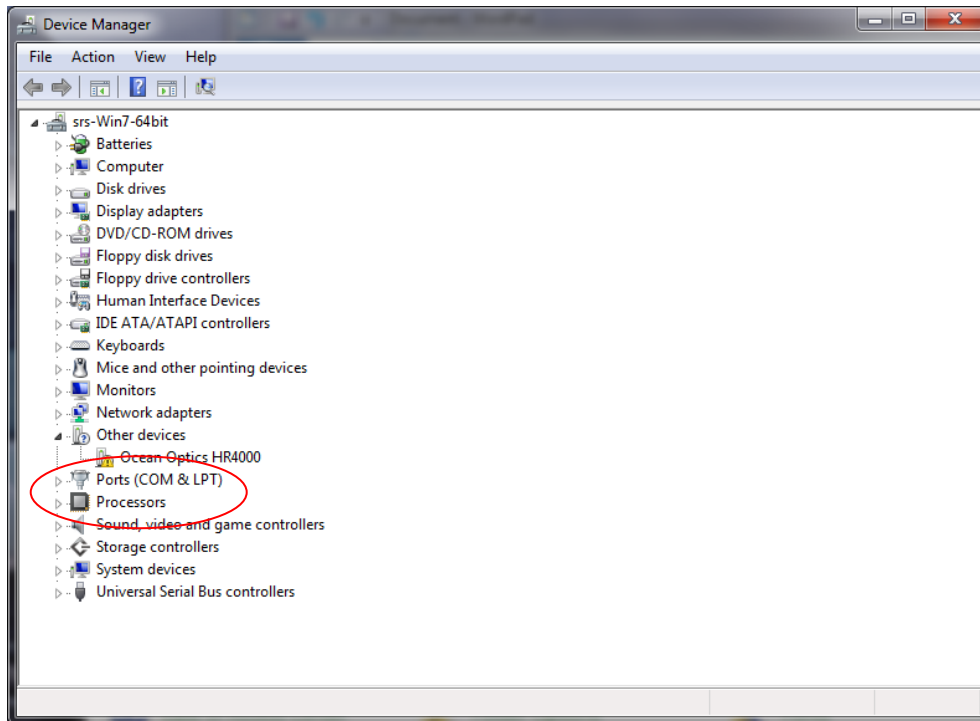 Device Manager
File Action View Help
srs-Win7-64bit
Batteries
Computer
Disk drives
Display adapters
DVD/CD-ROM drives
Floppy disk drives
Floppy drive controllers
Human Interface Devices
IDE ATA/ATAPI controllers
Keyboards
Mice and other pointing devices
Monitors
Network adapters
Other devices
Ocean Optics HR4000
Ports (COM & LPT)
Processors
Sound, video and game controllers
Storage controllers
System devices
Universal Serial Bus controllers